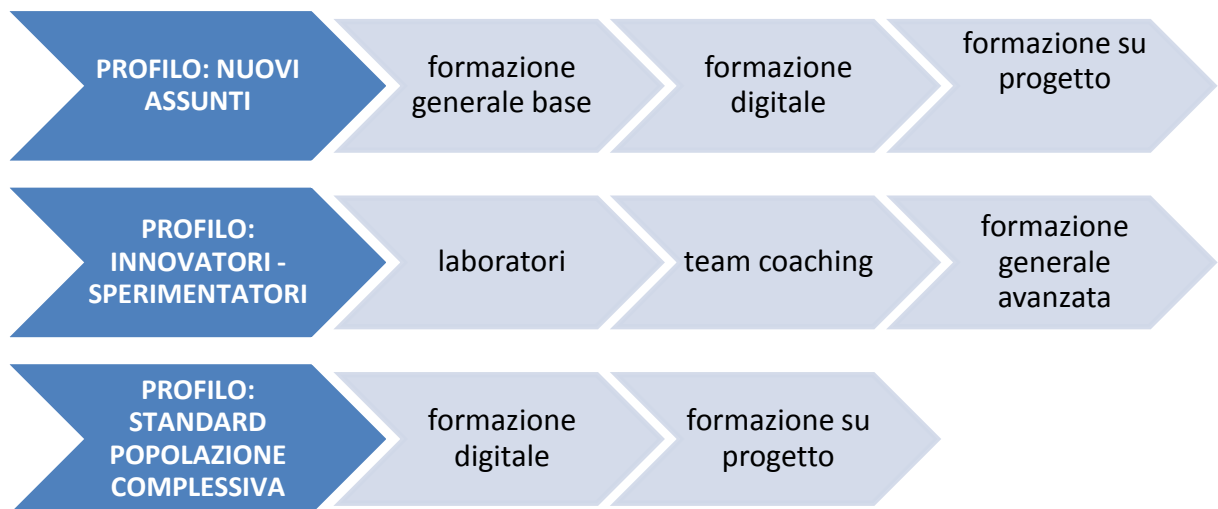 PROFILO: NUOVI
ASSUNTI
formazione
generale base
formazione
digitale
formazione su
progetto
PROFILO:
INNOVATORI -
SPERIMENTATORI
laboratori
team coaching
formazione
generale
avanzata
PROFILO:
STANDARD
POPOLAZIONE
COMPLESSIVA
formazione
digitale
formazione su
progetto